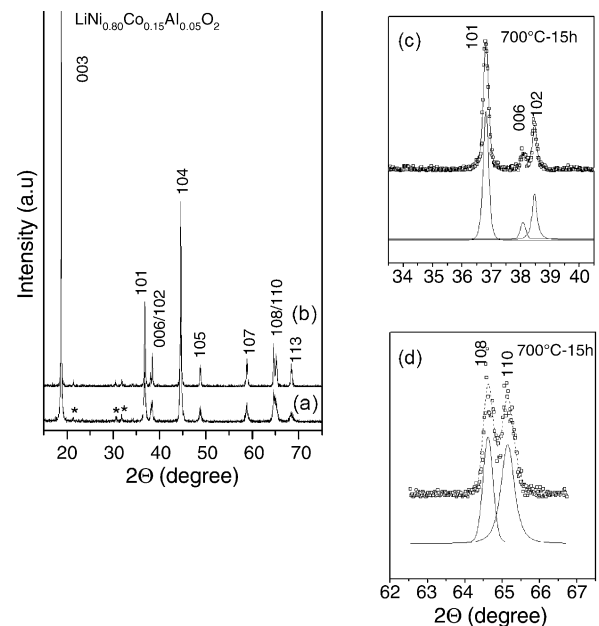 LiNi0.80Co0.15Al0.05O2
003
104
101
006/102
105
107
108/110
113
(b)
(a)
* * *
Intensity (a.u)
20 30 40 50 60 70
2Θ (degree)
(c)
700°C-15h
101
006
102
34 35 36 37 38 39 40
(d)
700°C-15h
108
110
62 63 64 65 66 67
2Θ (degree)